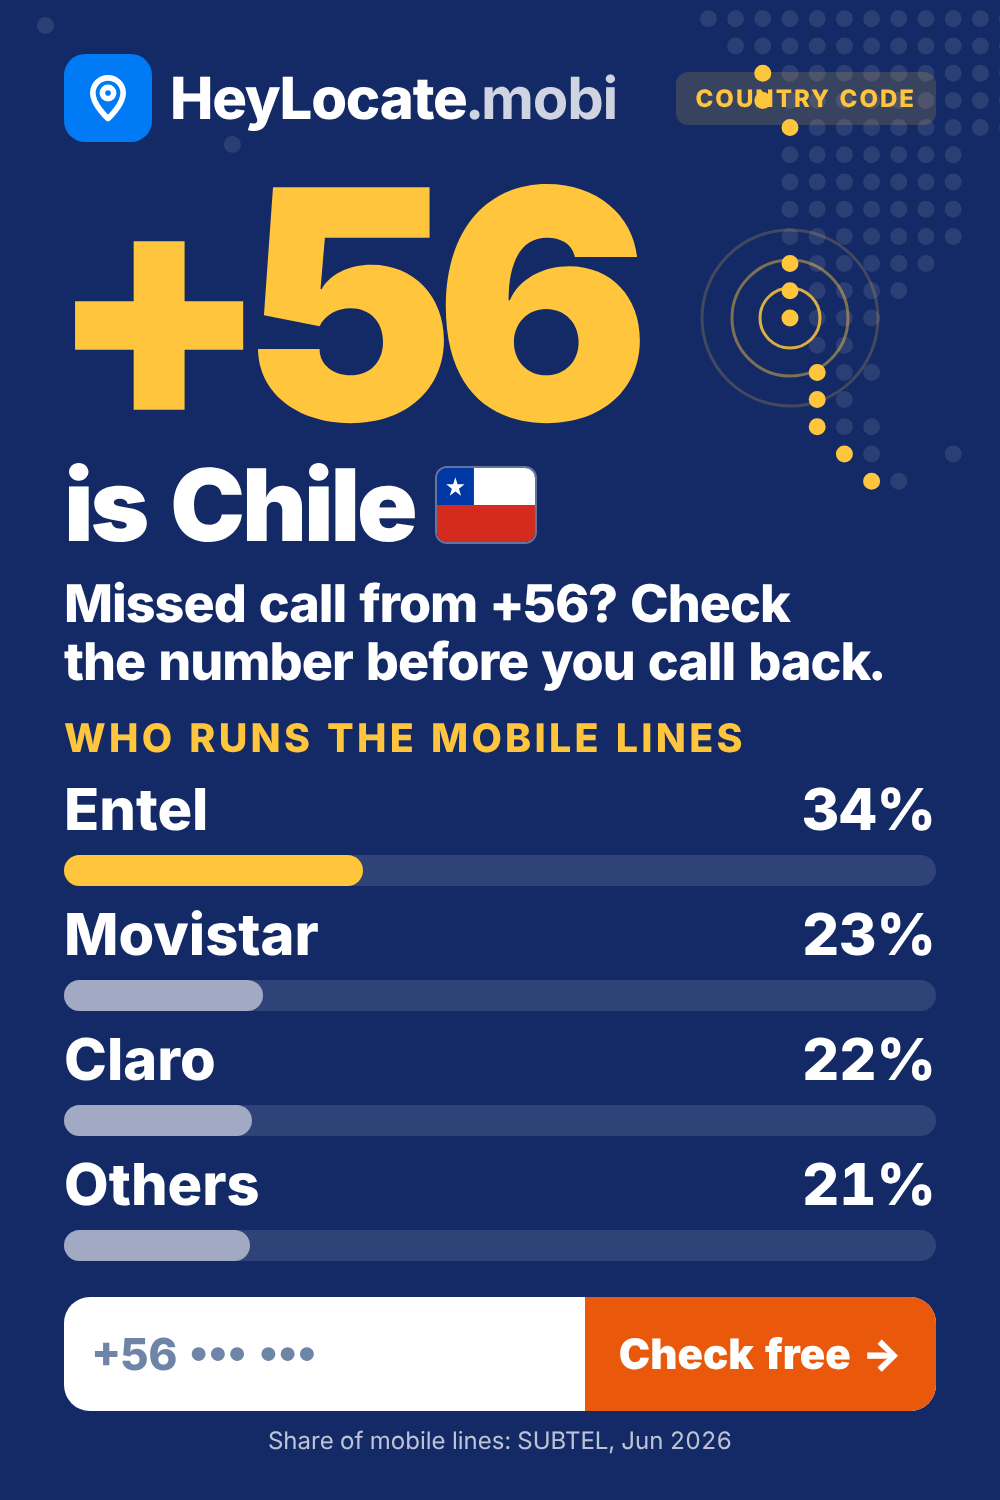 HeyLocate.mobi
COUNTRY CODE
+56
is Chile
Missed call from +56? Check
the number before you call back.
WHO RUNS THE MOBILE LINES
Entel 34%
Movistar 23%
Claro 22%
Others 21%
+56 ••• •••
Check free →
Share of mobile lines: SUBTEL, Jun 2026